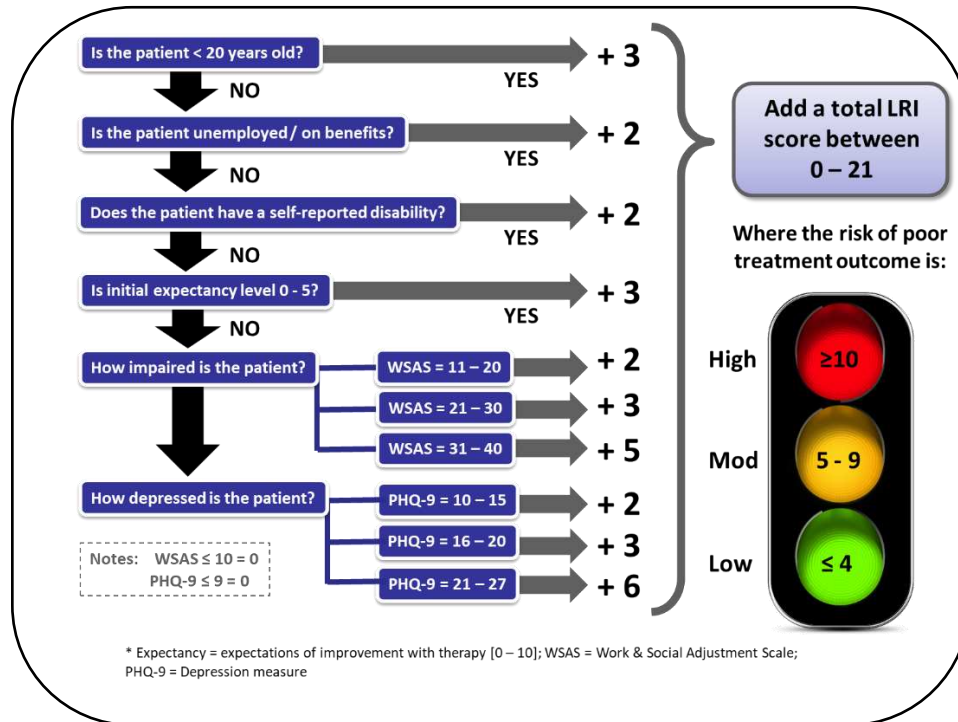 Is the patient < 20 years old?
YES
+ 3
NO
Is the patient unemployed / on benefits?
YES
+ 2
NO
Does the patient have a self-reported disability?
YES
+ 2
NO
Is initial expectancy level 0 - 5?
YES
+ 3
NO
How impaired is the patient?
WSAS = 11 – 20
+ 2
WSAS = 21 – 30
+ 3
WSAS = 31 – 40
+ 5
How depressed is the patient?
PHQ-9 = 10 – 15
+ 2
PHQ-9 = 16 – 20
+ 3
PHQ-9 = 21 – 27
+ 6
Notes: WSAS ≤ 10 = 0
PHQ-9 ≤ 9 = 0
Add a total LRI
score between
0 – 21
Where the risk of poor
treatment outcome is:
High
≥10
Mod
5 - 9
Low
≤ 4
* Expectancy = expectations of improvement with therapy [0 – 10]; WSAS = Work & Social Adjustment Scale;
PHQ-9 = Depression measure